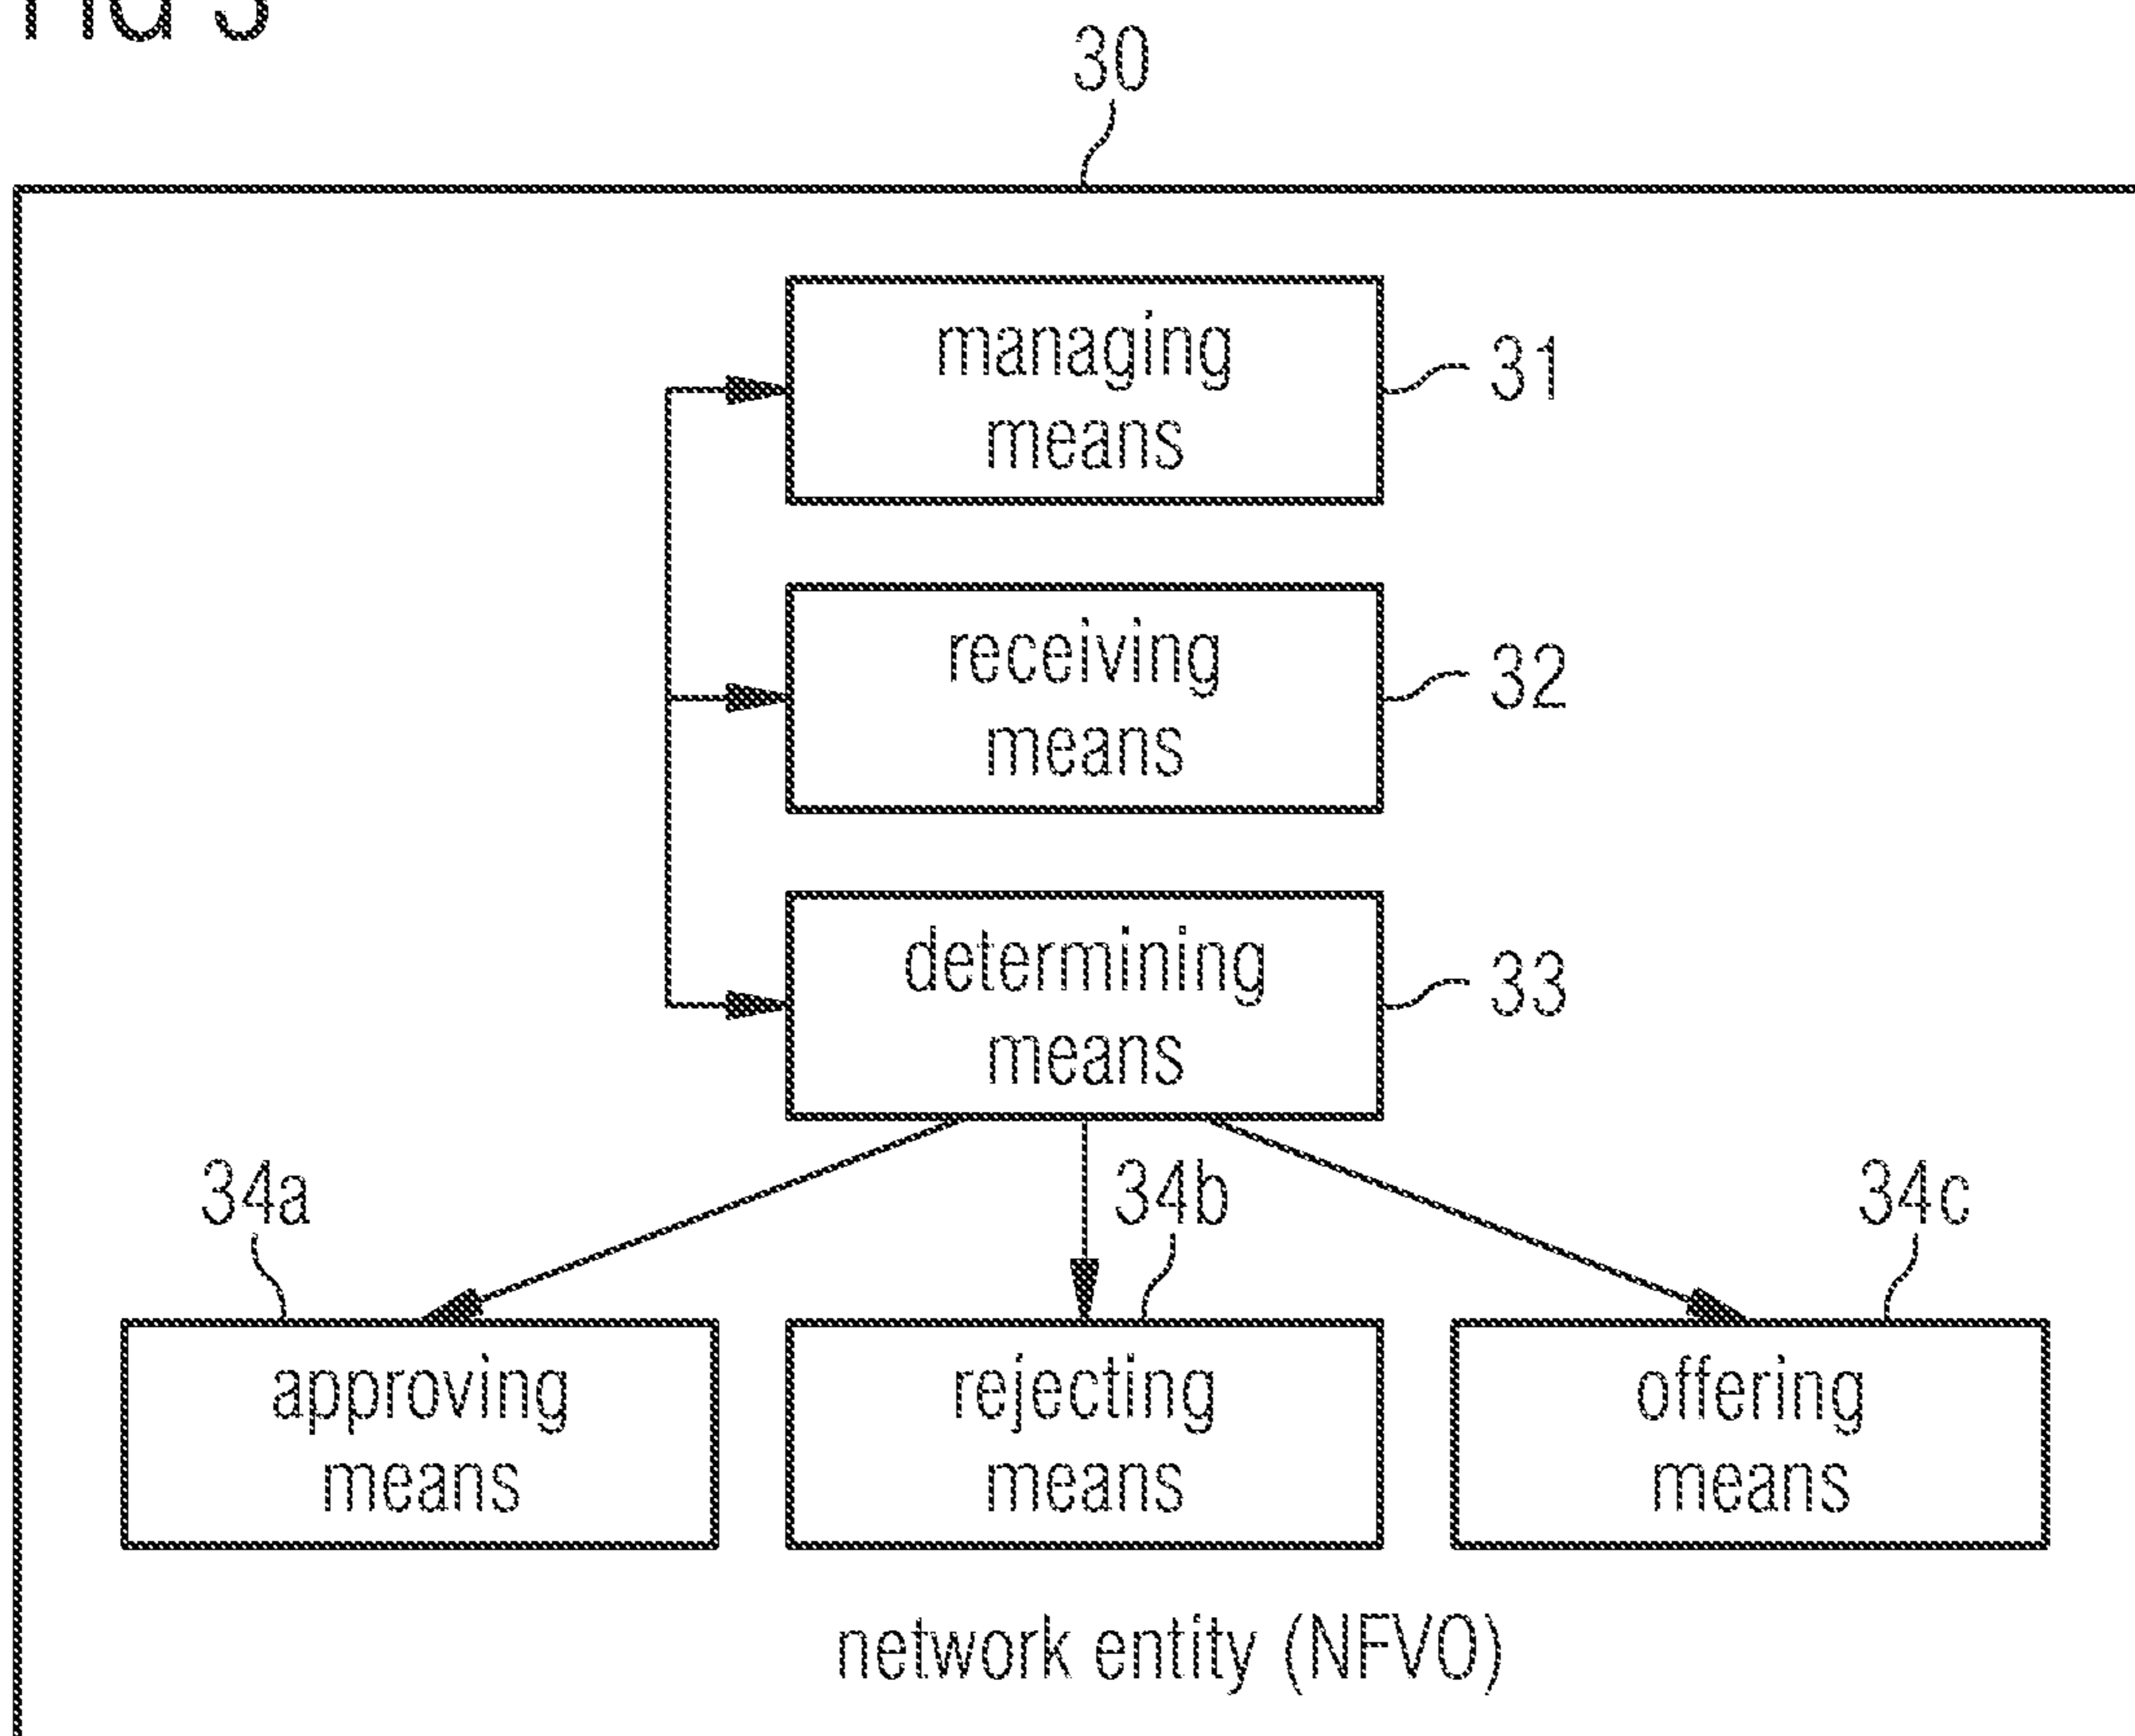 30
managing
means
31
receiving
means
32
determining
means
33
34a
34b
34c
approving
means
rejecting
means
offering
means
network entity (NFVO)